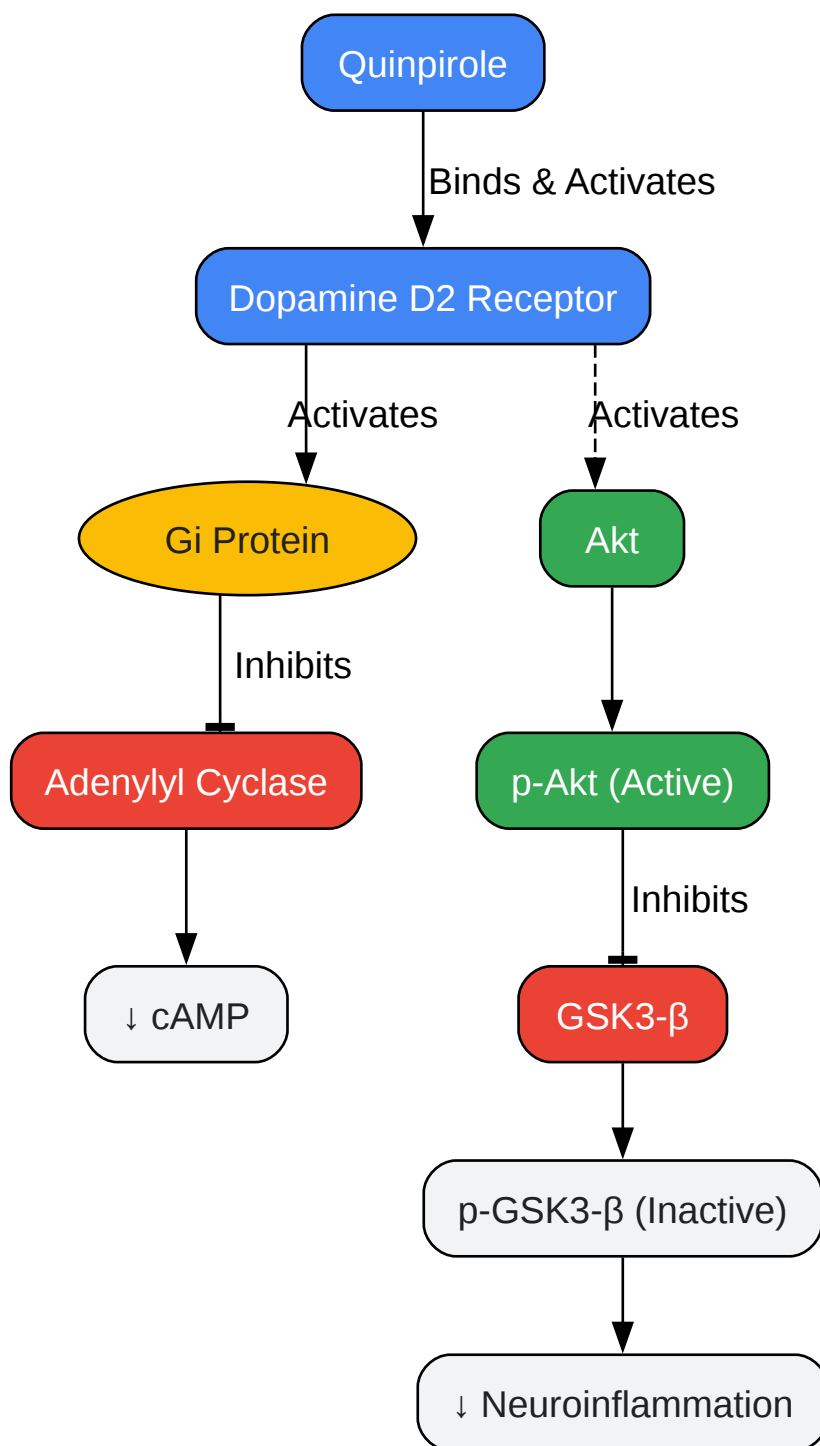 Quinpirole
Binds & Activates
Dopamine D2 Receptor
Activates
Activates
Gi Protein
Akt
Inhibits
Adenylyl Cyclase
p-Akt (Active)
Inhibits
↓ cAMP
GSK3-β
p-GSK3-β (Inactive)
↓ Neuroinflammation